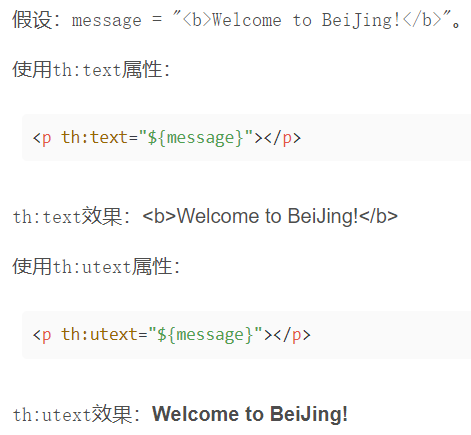 假设：message = "<b>Welcome to BeiJing!</b>"。
使用th:text属性：
<p th:text="${message}"></p>
th:text效果：<b>Welcome to BeiJing!</b>
使用th:utext属性：
<p th:utext="${message}"></p>
th:utext效果：Welcome to BeiJing!